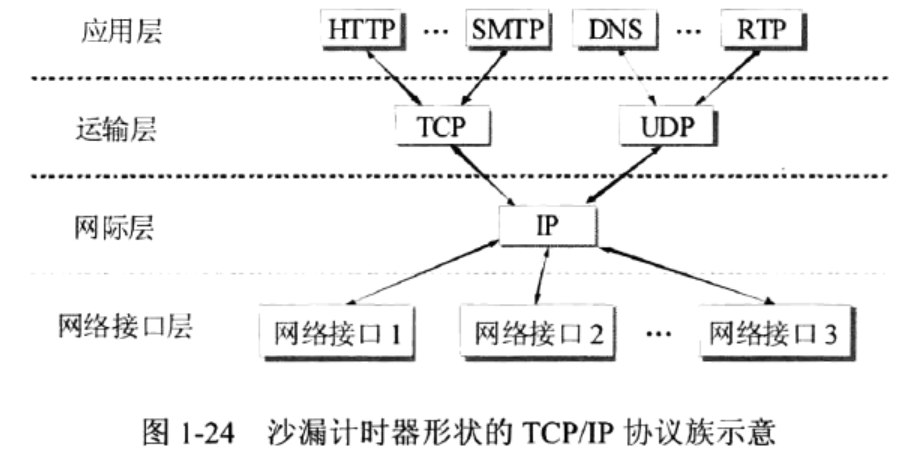 应用层 HTTP ··· SMTP DNS ··· RTP
运输层 TCP UDP
网际层 IP
网络接口层 网络接口 1 网络接口 2 ··· 网络接口 3
图 1-24 沙漏计时器形状的 TCP/IP 协议族示意